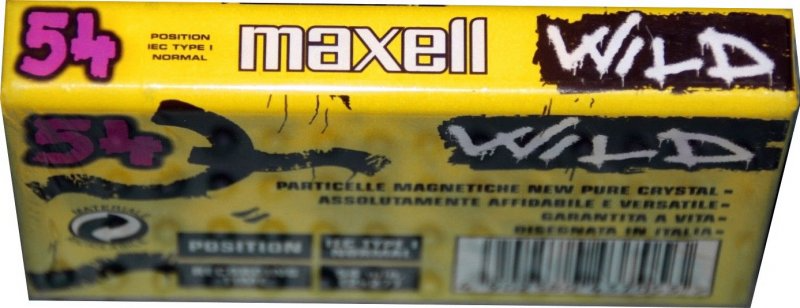 54
POSITION
IEC TYPE I
NORMAL
maxell
WILD
54
WILD
PARTICELLE MAGNETICHE NEW PURE CRYSTAL-
ASSOLUTAMENTE AFFIDABILE E VERSATILE-
GARANTITA A VITA-
DISEGNATA IN ITALIA-
POSITION
IEC TYPE I
NORMAL